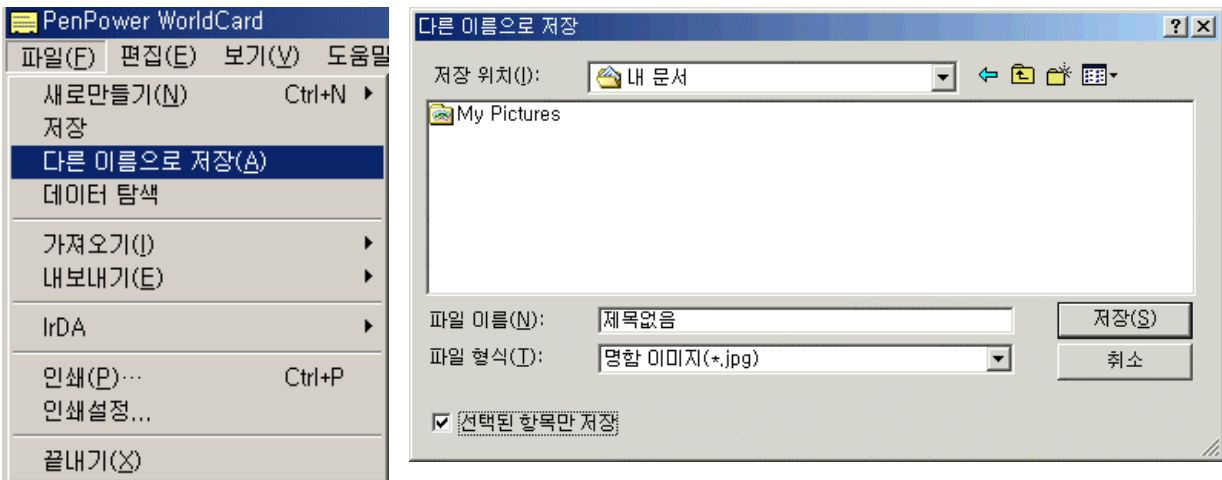 PenPower WorldCard
파일(F) 편집(E) 보기(V) 도움말
새로만들기(N) Ctrl+N
저장
다른 이름으로 저장(A)
데이터 탐색
가져오기(I)
내보내기(E)
IrDA
인쇄(P)... Ctrl+P
인쇄설정...
끝내기(X)
다른 이름으로 저장
저장 위치(I): 내 문서
My Pictures
파일 이름(N): 제목없음 저장(S)
파일 형식(T): 명함 이미지(*.jpg) 취소
선택된 항목만 저장